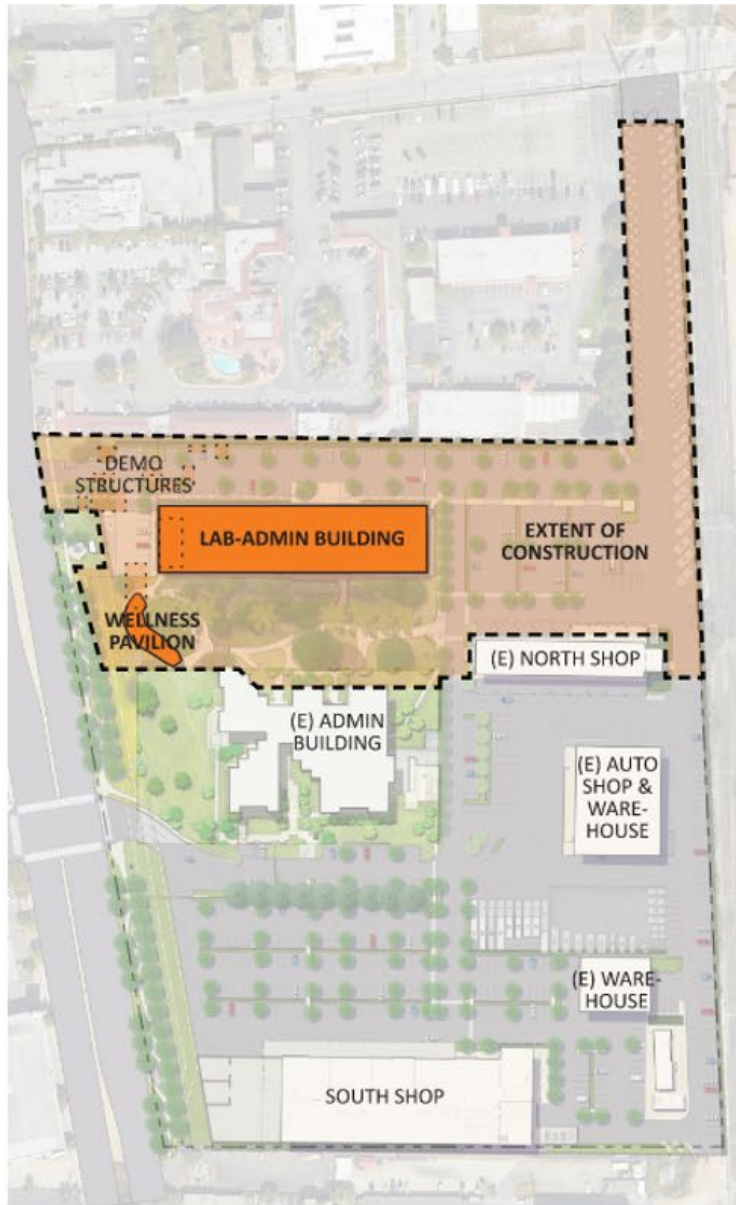 DEMO
STRUCTURES
LAB-ADMIN BUILDING
EXTENT OF
CONSTRUCTION
WELLNESS
PAVILION
(E) NORTH SHOP
(E) ADMIN
BUILDING
(E) AUTO
SHOP &
WARE-
HOUSE
(E) WARE-
HOUSE
SOUTH SHOP